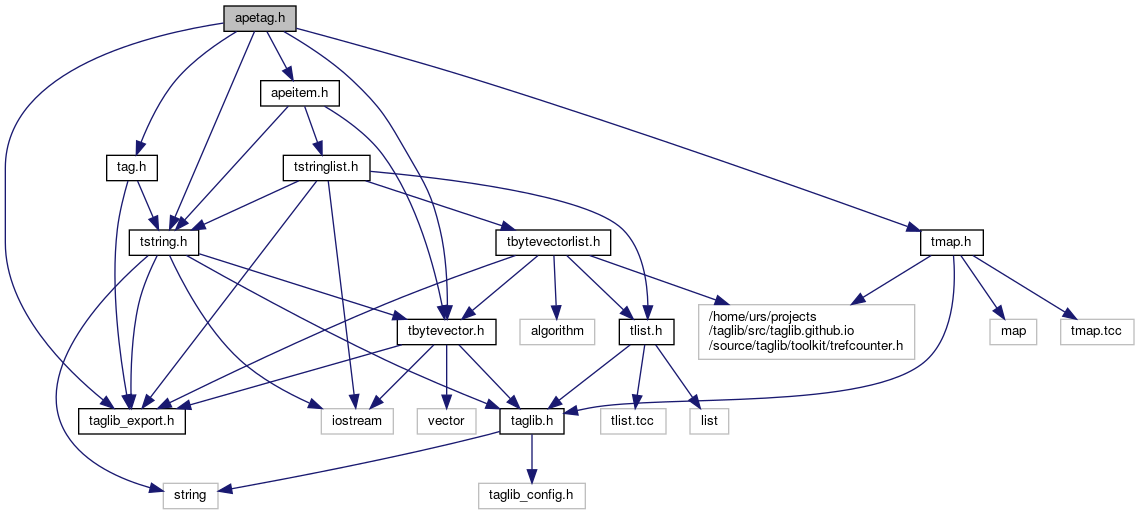 apetag.h
apeitem.h
tag.h
tstringlist.h
tstring.h
tbytevectorlist.h
tmap.h
/home/urs/projects
/taglib/src/taglib.github.io
/source/taglib/toolkit/trefcounter.h
tbytevector.h
algorithm
tlist.h
map
tmap.tcc
taglib_export.h
iostream
vector
taglib.h
tlist.tcc
list
string
taglib_config.h